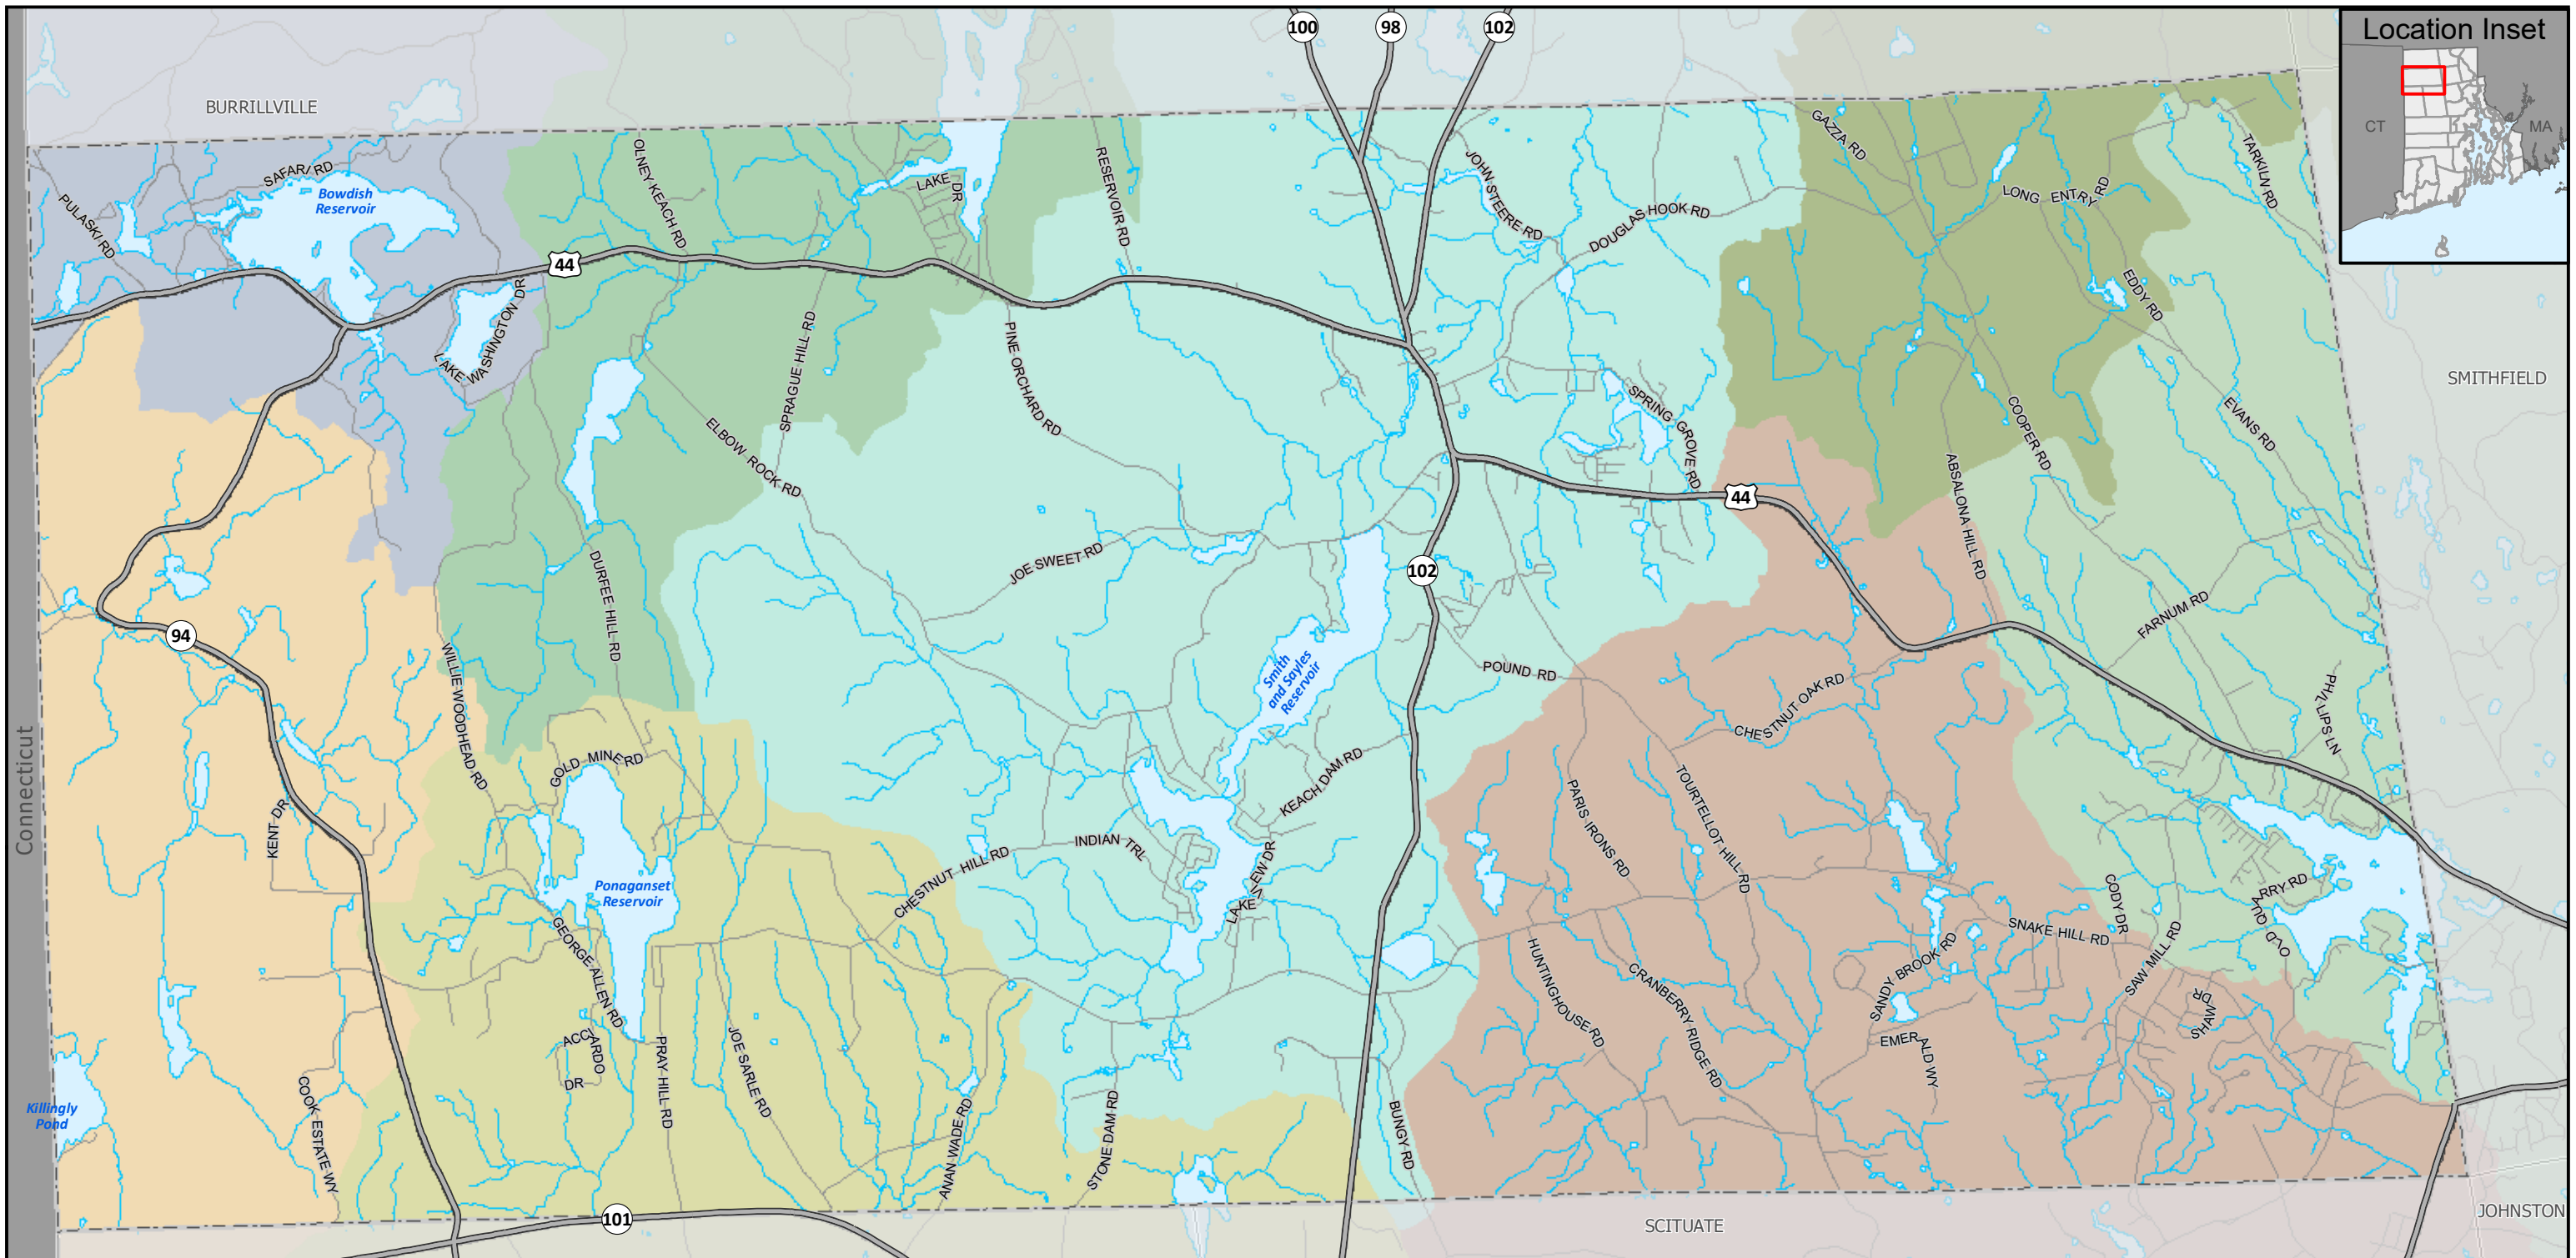 100
98
102
Location Inset
CT
MA
BURRILLVILLE
SAFARI RD
Bowdish
Reservoir
PULASKI RD
OLNEY KEACH RD
LAKE DR
RESERVOIR RD
JOHN STEERE RD
DOUGLAS HOOK RD
GAZZA RD
LONG ENTRY RD
TARKILN RD
44
LAKE WASHINGTON DR
EDDY RD
SPRAGUE HILL RD
PINE ORCHARD RD
SMITHFIELD
ELBOW ROCK RD
SPRING GROVE RD
COOPER RD
EVANS RD
ABSALONA HILL RD
44
JOE SWEET RD
102
DURFEE HILL RD
FARNUM RD
94
WILLIE WOODHEAD RD
Smith
and Sayles
Reservoir
POUND RD
CHESTNUT OAK RD
PHILLIPS LN
Connecticut
GOLD MINE RD
KEACH DAM RD
KENT DR
PARIS IRONS RD
TOURTELLOT HILL RD
INDIAN TRL
CHESTNUT HILL RD
LAKEVIEW DR
Ponaganset
Reservoir
GEORGE ALLEN RD
CODY DR
SNAKE HILL RD
SAW MILL RD
SANDY BROOK RD
HUNTINGHOUSE RD
CRANBERRY RIDGE RD
SHAW DR
EMERALD WY
ACCIARDO
DR
PRAY HILL RD
JOE SARLE RD
COOK ESTATE WY
ANAN WADE RD
STONE DAM RD
BUNGY RD
Killingly
Pond
101
SCITUATE
JOHNSTON